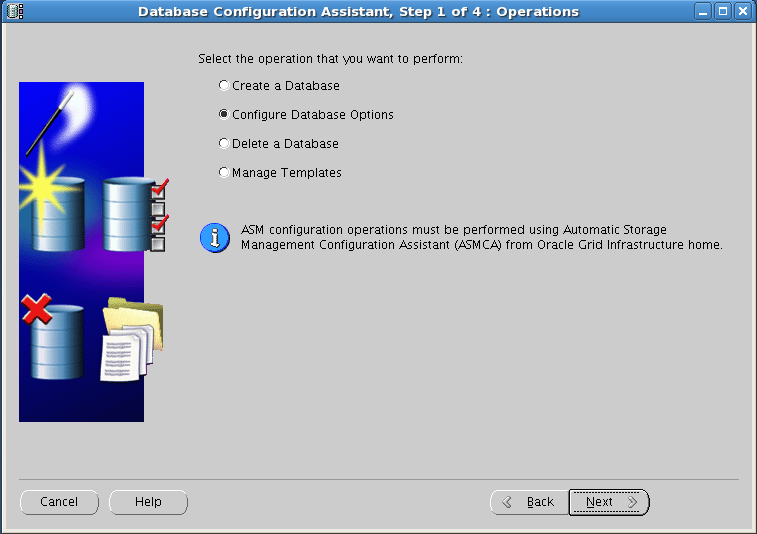 Database Configuration Assistant, Step 1 of 4 : Operations
Select the operation that you want to perform:
Create a Database
Configure Database Options
Delete a Database
Manage Templates
ASM configuration operations must be performed using Automatic Storage
Management Configuration Assistant (ASMCA) from Oracle Grid Infrastructure home.
Cancel
Help
Back
Next